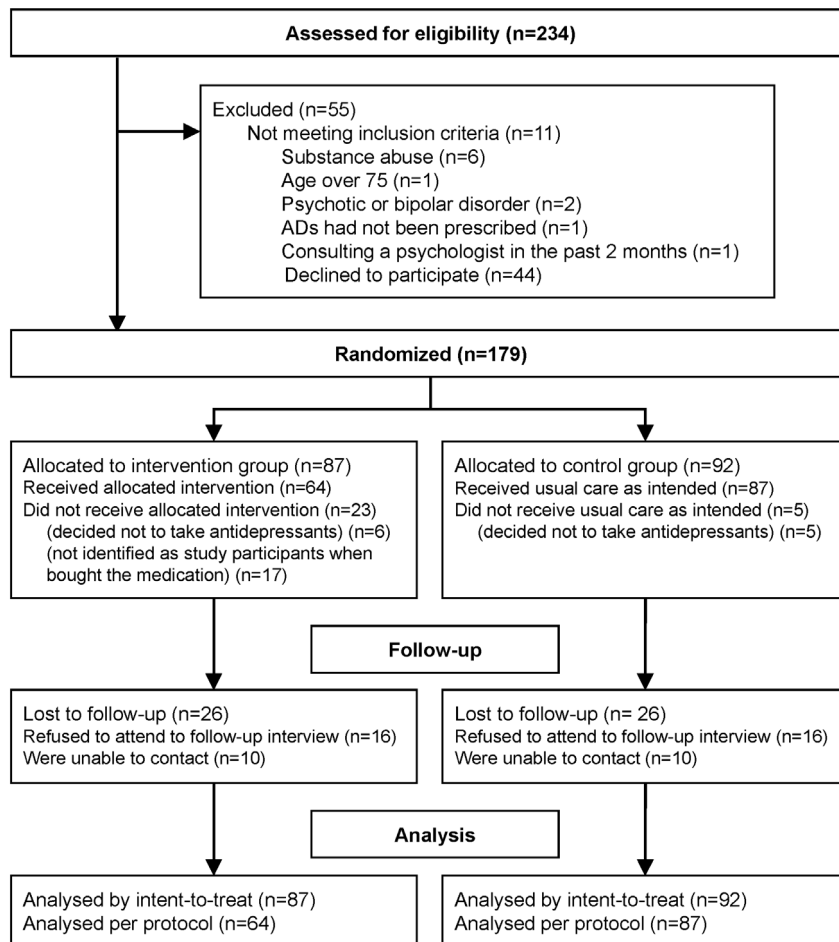 Assessed for eligibility (n=234)
Excluded (n=55)
Not meeting inclusion criteria (n=11)
Substance abuse (n=6)
Age over 75 (n=1)
Psychotic or bipolar disorder (n=2)
ADs had not been prescribed (n=1)
Consulting a psychologist in the past 2 months (n=1)
Declined to participate (n=44)
Randomized (n=179)
Allocated to intervention group (n=87)
Received allocated intervention (n=64)
Did not receive allocated intervention (n=23)
(decided not to take antidepressants) (n=6)
(not identified as study participants when
bought the medication) (n=17)
Allocated to control group (n=92)
Received usual care as intended (n=87)
Did not receive usual care as intended (n=5)
(decided not to take antidepressants) (n=5)
Follow-up
Lost to follow-up (n=26)
Refused to attend to follow-up interview (n=16)
Were unable to contact (n=10)
Lost to follow-up (n= 26)
Refused to attend to follow-up interview (n=16)
Were unable to contact (n=10)
Analysis
Analysed by intent-to-treat (n=87)
Analysed per protocol (n=64)
Analysed by intent-to-treat (n=92)
Analysed per protocol (n=87)